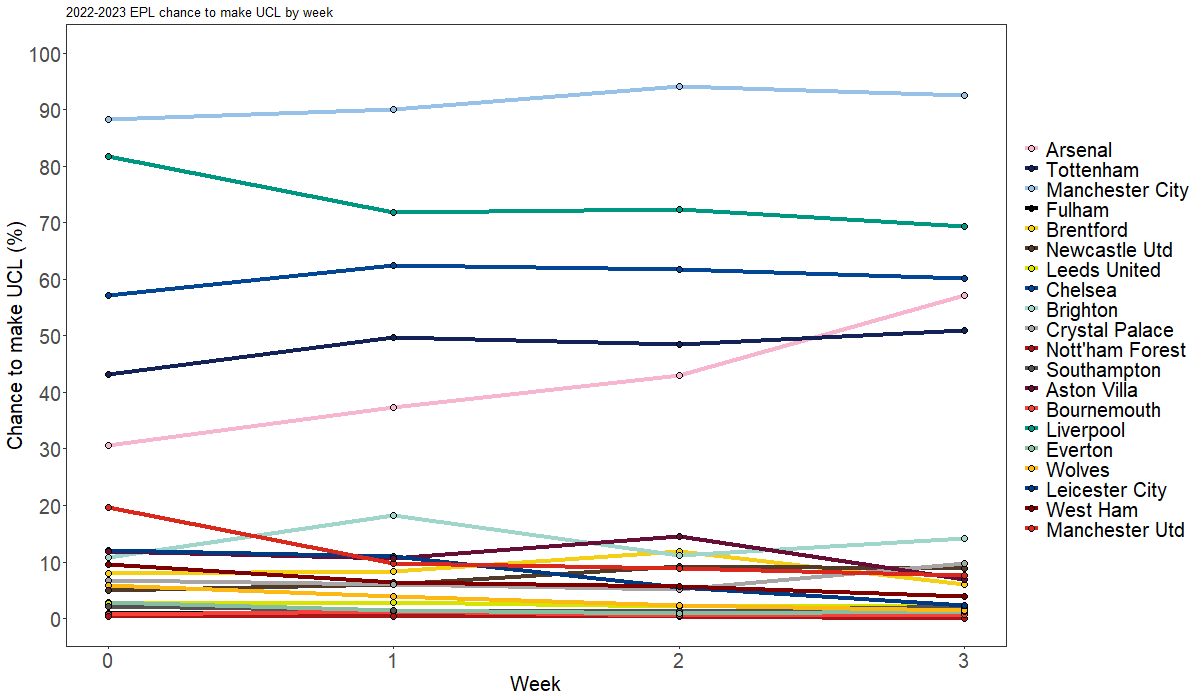 2022-2023 EPL chance to make UCL by week
Chance to make UCL (%)
100
90
80
70
60
50
40
30
20
10
0
0 1 2 3
Week
Arsenal
Tottenham
Manchester City
Fulham
Brentford
Newcastle Utd
Leeds United
Chelsea
Brighton
Crystal Palace
Nott'ham Forest
Southampton
Aston Villa
Bournemouth
Liverpool
Everton
Wolves
Leicester City
West Ham
Manchester Utd